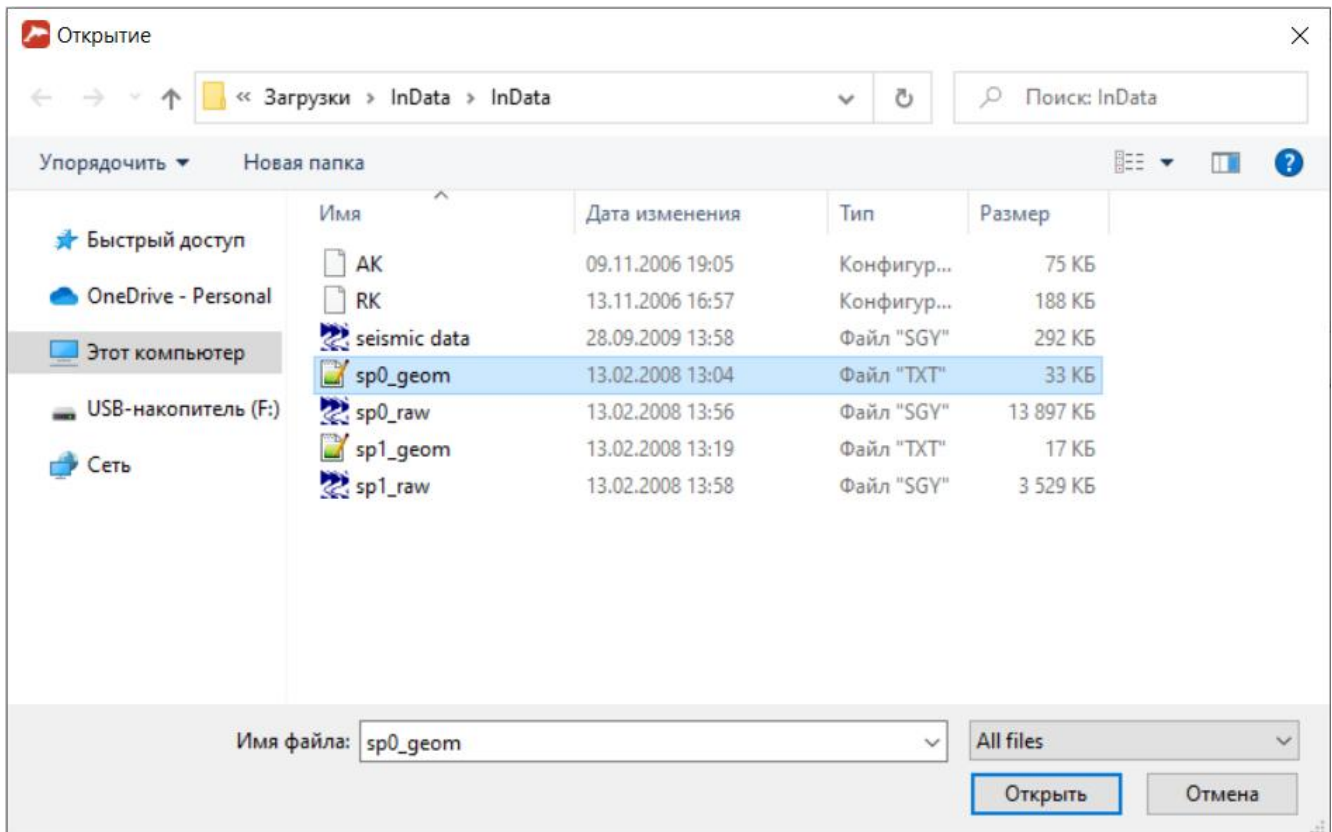 Открытие
« Загрузки › InData › InData
Поиск: InData
Упорядочить
Новая папка
?
Быстрый доступ
OneDrive - Personal
Этот компьютер
USB-накопитель (F:)
Сеть
Имя Дата изменения Тип Размер
AK 09.11.2006 19:05 Конфигур... 75 КБ
RK 13.11.2006 16:57 Конфигур... 188 КБ
seismic data 28.09.2009 13:58 Файл "SGY" 292 КБ
sp0_geom 13.02.2008 13:04 Файл "TXT" 33 КБ
sp0_raw 13.02.2008 13:56 Файл "SGY" 13 897 КБ
sp1_geom 13.02.2008 13:19 Файл "TXT" 17 КБ
sp1_raw 13.02.2008 13:58 Файл "SGY" 3 529 КБ
Имя файла: sp0_geom
All files
Открыть
Отмена